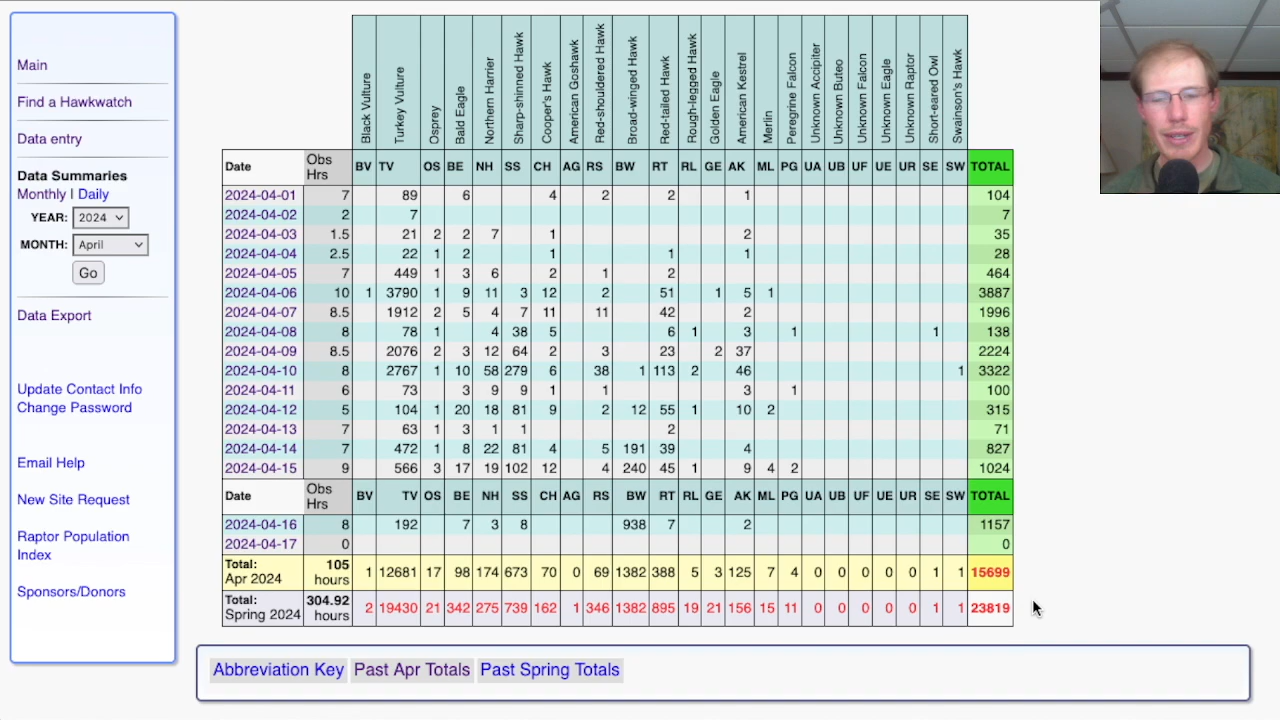 Main
Find a Hawkwatch
Data entry
Data Summaries
Monthly | Daily
YEAR: 2024
MONTH: April
Go
Data Export
Update Contact Info
Change Password
Email Help
New Site Request
Raptor Population
Index
Sponsors/Donors
Black Vulture Turkey Vulture Osprey Bald Eagle Northern Harrier Sharp-shinned Hawk Cooper's Hawk American Goshawk Red-shouldered Hawk Broad-winged Hawk Red-tailed Hawk Rough-legged Hawk Golden Eagle American Kestrel Merlin Peregrine Falcon Unknown Accipiter Unknown Buteo Unknown Falcon Unknown Eagle Unknown Raptor Short-eared Owl Swainson's Hawk
Date Obs Hrs BV TV OS BE NH SS CH AG RS BW RT RL GE AK ML PG UA UB UF UE UR SE SW TOTAL
2024-04-01 7 89 6 4 2 2 1 104
2024-04-02 2 7 7
2024-04-03 1.5 21 2 2 7 1 2 35
2024-04-04 2.5 22 1 2 1 1 1 28
2024-04-05 7 449 1 3 6 2 1 2 464
2024-04-06 10 1 3790 1 9 11 3 12 2 51 1 5 1 3887
2024-04-07 8.5 1912 2 5 4 7 11 11 42 2 1996
2024-04-08 8 78 1 4 38 5 6 1 3 1 1 138
2024-04-09 8.5 2076 2 3 12 64 2 3 23 2 37 2224
2024-04-10 8 2767 1 10 58 279 6 38 1 113 2 46 1 3322
2024-04-11 6 73 3 9 9 1 1 3 1 100
2024-04-12 5 104 1 20 18 81 9 2 12 55 1 10 2 315
2024-04-13 7 63 1 3 1 1 2 71
2024-04-14 7 472 1 8 22 81 4 5 191 39 4 827
2024-04-15 9 566 3 17 19 102 12 4 240 45 1 9 4 2 1024
Date Obs Hrs BV TV OS BE NH SS CH AG RS BW RT RL GE AK ML PG UA UB UF UE UR SE SW TOTAL
2024-04-16 8 192 7 3 8 938 7 2 1157
2024-04-17 0 0
Total: Apr 2024 105 hours 1 12681 17 98 174 673 70 0 69 1382 388 5 3 125 7 4 0 0 0 0 0 1 1 15699
Total: Spring 2024 304.92 hours 2 19430 21 342 275 739 162 1 346 1382 895 19 21 156 15 11 0 0 0 0 0 1 1 23819
Abbreviation Key Past Apr Totals Past Spring Totals